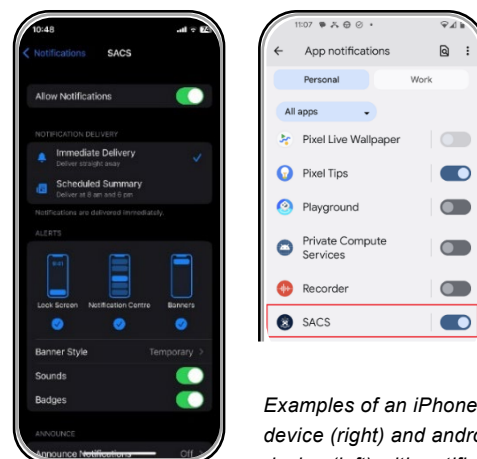 10:48
Notifications
SACS
Allow Notifications
NOTIFICATION DELIVERY
Immediate Delivery
Deliver straight away
Scheduled Summary
Deliver at 8 am and 6 pm
Notifications are delivered immediately.
ALERTS
Lock Screen
Notification Centre
Banners
Banner Style
Temporary
Sounds
Badges
ANNOUNCE
Announce Notifications
Off
11:07
App notifications
Personal
Work
All apps
Pixel Live Wallpaper
Pixel Tips
Playground
Private Compute
Services
Recorder
SACS
Examples of an iPhone
device (right) and andro